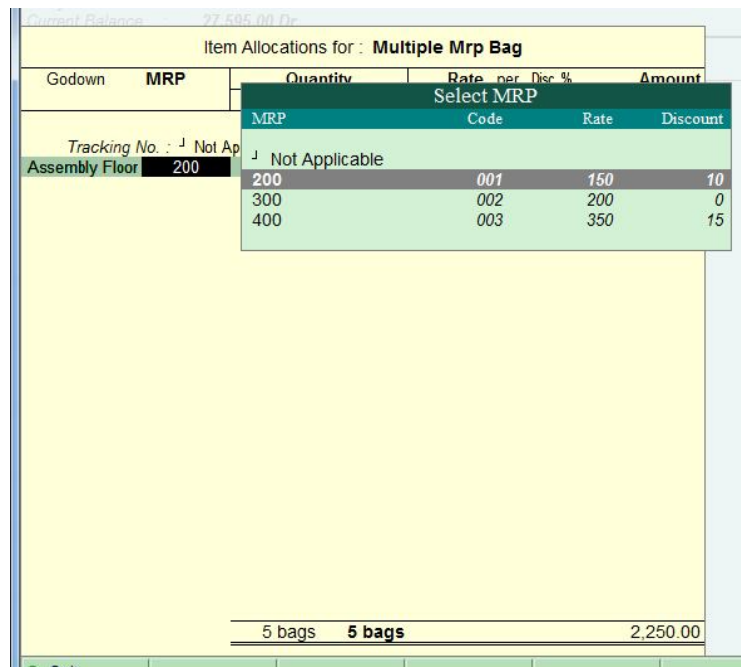 Current Balance : 27,595.00 Dr
Item Allocations for : Multiple Mrp Bag
Godown MRP Quantity Rate per Disc % Amount
Select MRP
MRP Code Rate Discount
Tracking No. : ┘ Not Ap
┘ Not Applicable
Assembly Floor 200
200 001 150 10
300 002 200 0
400 003 350 15
5 bags 5 bags 2,250.00